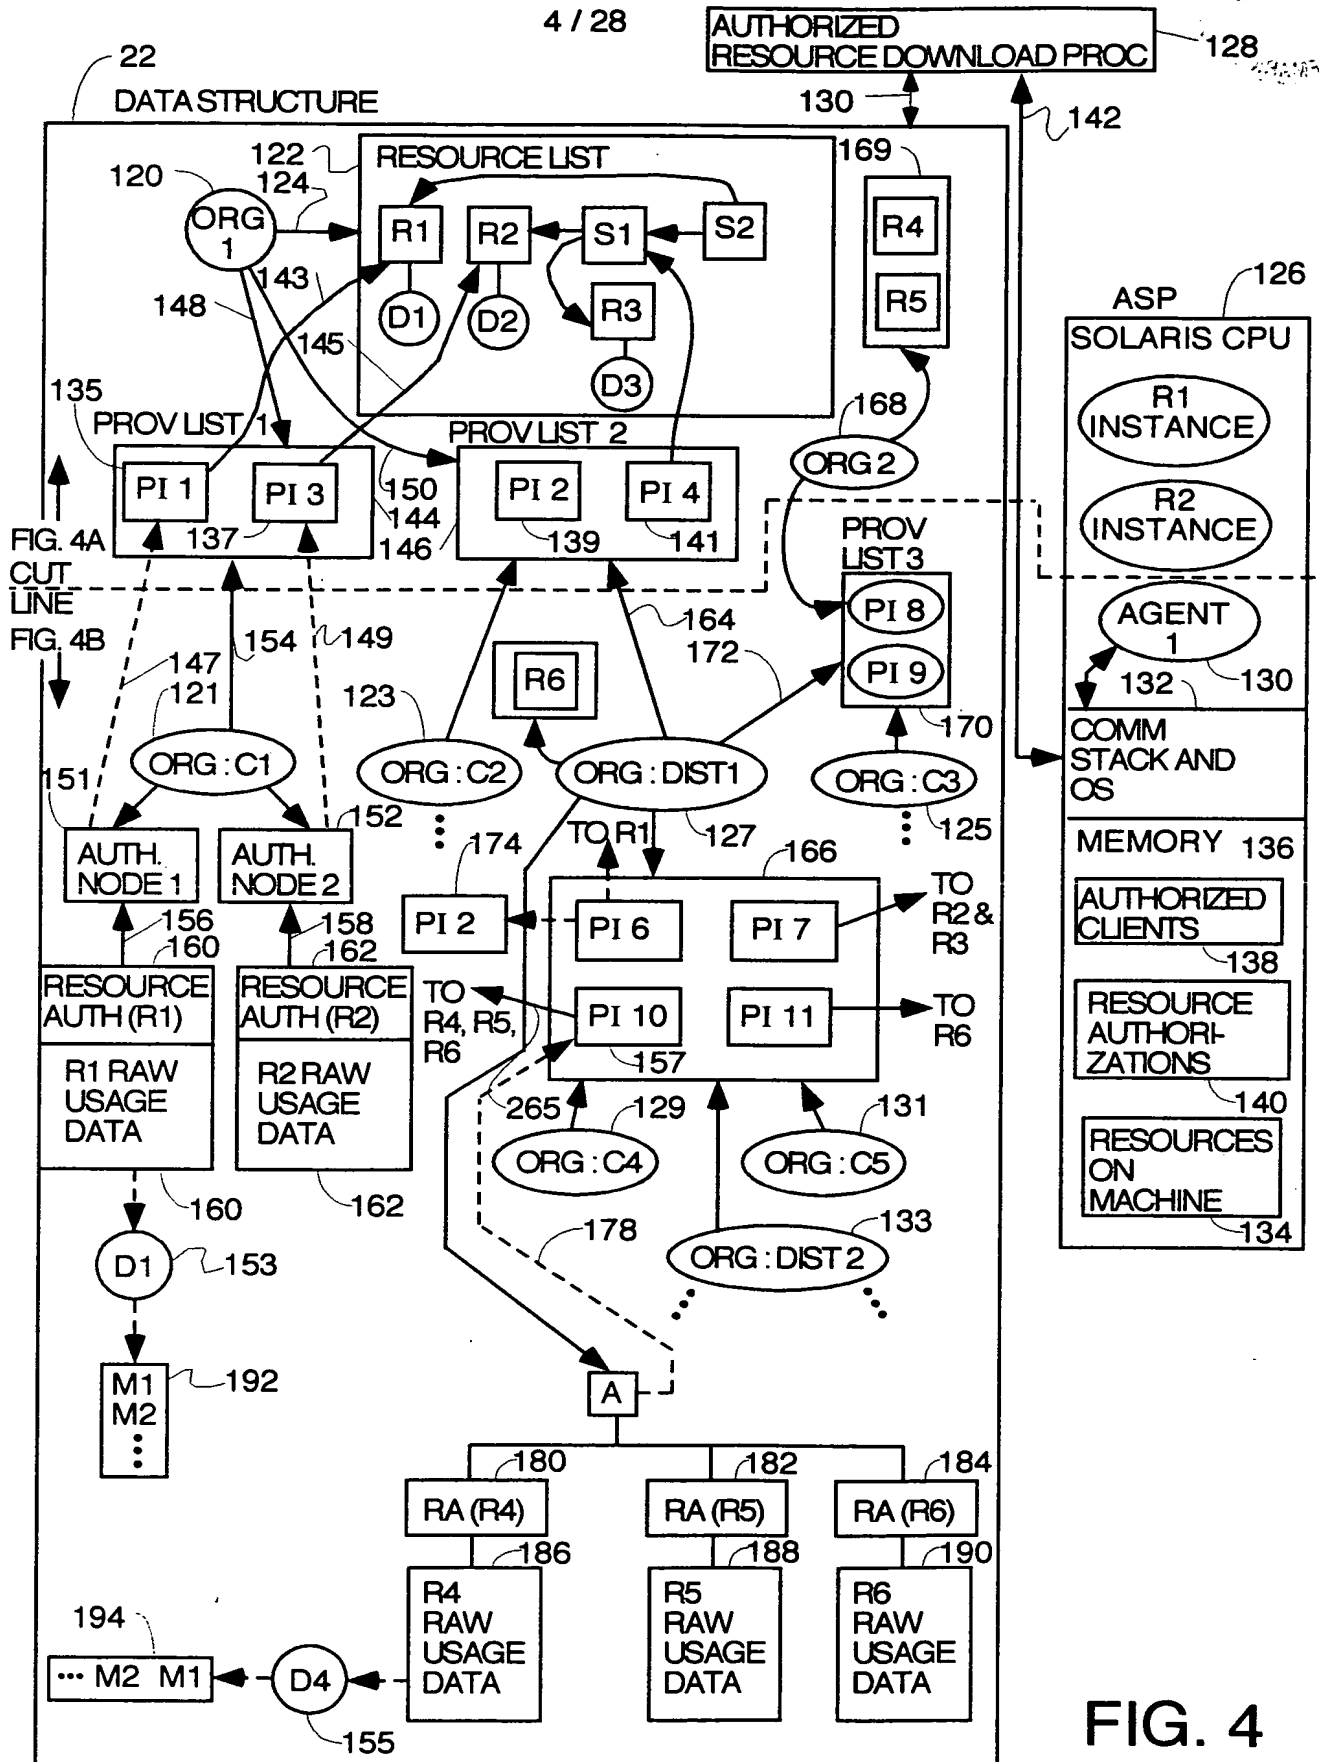 4 / 28
AUTHORIZED
RESOURCE DOWNLOAD PROC
128
22
DATA STRUCTURE
130
142
122
RESOURCE LIST
169
120
124
ORG
1
R1
R2
S1
S2
R4
R5
143
148
D1
D2
R3
145
D3
126
ASP
SOLARIS CPU
R1
INSTANCE
R2
INSTANCE
135
PROV LIST 1
PROV LIST 2
168
ORG 2
PI 1
PI 3
150
144
PI 2
PI 4
137
146
139
141
FIG. 4A
CUT
LINE
FIG. 4B
PROV
LIST 3
PI 8
PI 9
AGENT
1
154
149
164
172
147
121
123
R6
132
130
170
ORG : C1
ORG : C2
ORG : DIST1
ORG : C3
COMM
STACK AND
OS
151
152
174
TO R1
127
125
AUTH.
NODE 1
AUTH.
NODE 2
166
MEMORY 136
156
158
PI 2
PI 6
PI 7
TO
R2 &
R3
AUTHORIZED
CLIENTS
138
160
162
RESOURCE
AUTH (R1)
RESOURCE
AUTH (R2)
TO
R4, R5,
R6
PI 10
PI 11
TO
R6
157
RESOURCE
AUTHORI-
ZATIONS
140
R1 RAW
USAGE
DATA
R2 RAW
USAGE
DATA
265
129
131
ORG : C4
ORG : C5
RESOURCES
ON
MACHINE
134
160
162
178
133
ORG : DIST 2
D1
153
M1
M2
192
A
180
182
184
RA (R4)
RA (R5)
RA (R6)
186
188
190
R4
RAW
USAGE
DATA
R5
RAW
USAGE
DATA
R6
RAW
USAGE
DATA
194
••• M2 M1
D4
155
FIG. 4